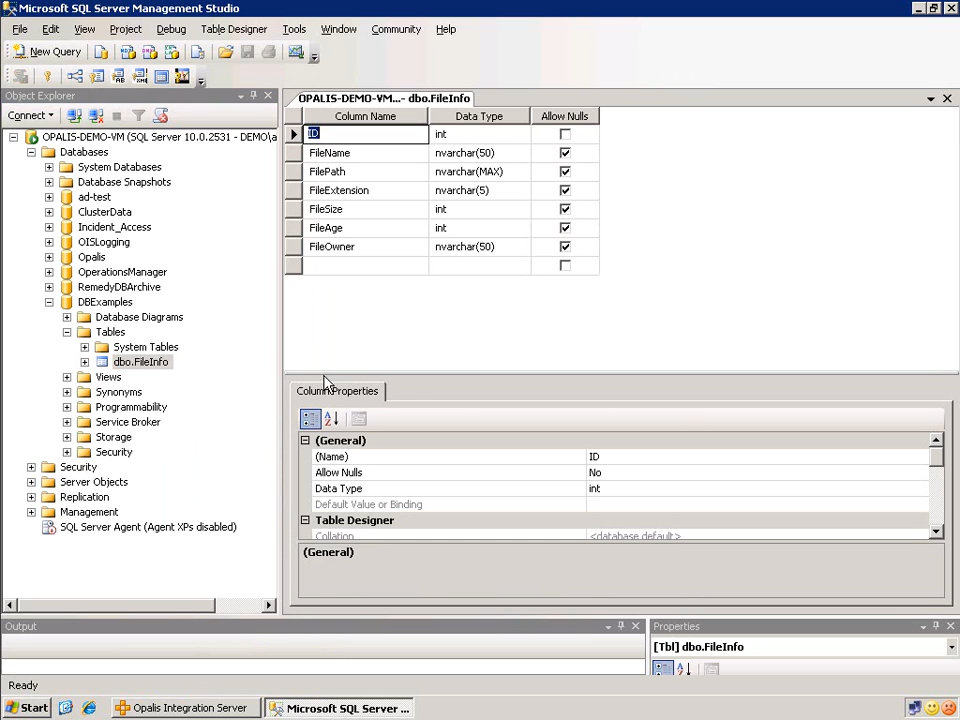 Microsoft SQL Server Management Studio
File Edit View Project Debug Table Designer Tools Window Community Help
New Query
Object Explorer
Connect
OPALIS-DEMO-VM (SQL Server 10.0.2531 - DEMO\a
Databases
System Databases
Database Snapshots
ad-test
ClusterData
Incident_Access
OISLogging
Opalis
OperationsManager
RemedyDBArchive
DBExamples
Database Diagrams
Tables
System Tables
dbo.FileInfo
Views
Synonyms
Programmability
Service Broker
Storage
Security
Security
Server Objects
Replication
Management
SQL Server Agent (Agent XPs disabled)
OPALIS-DEMO-VM...- dbo.FileInfo
Column Name Data Type Allow Nulls
ID int
FileName nvarchar(50)
FilePath nvarchar(MAX)
FileExtension nvarchar(5)
FileSize int
FileAge int
FileOwner nvarchar(50)
Column Properties
(General)
(Name) ID
Allow Nulls No
Data Type int
Default Value or Binding
Table Designer
Collation <database default>
(General)
Output
Properties
[Tbl] dbo.FileInfo
Ready
Start Opalis Integration Server Microsoft SQL Server ...